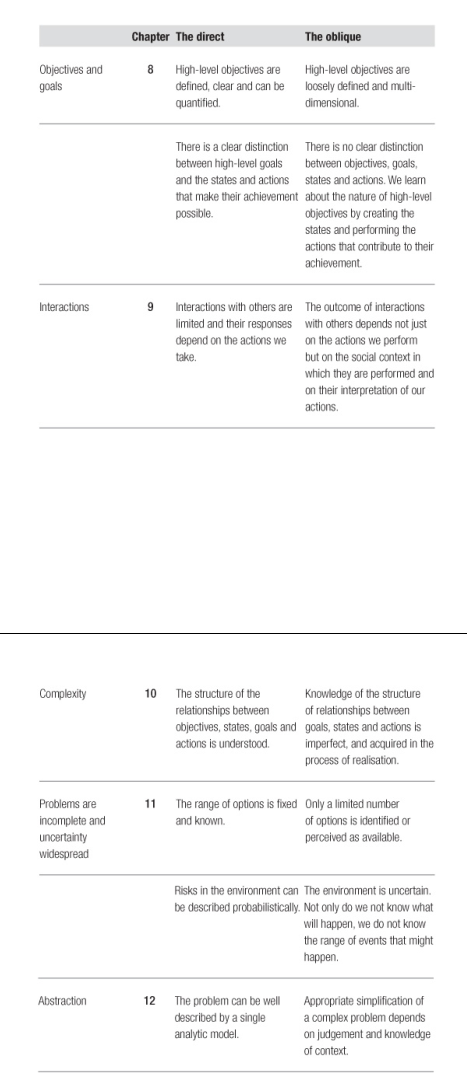 Chapter The direct The oblique
Objectives and goals 8 High-level objectives are defined, clear and can be quantified. High-level objectives are loosely defined and multi-dimensional.
There is a clear distinction between high-level goals and the states and actions that make their achievement possible. There is no clear distinction between objectives, goals, states and actions. We learn about the nature of high-level objectives by creating the states and performing the actions that contribute to their achievement.
Interactions 9 Interactions with others are limited and their responses depend on the actions we take. The outcome of interactions with others depends not just on the actions we perform but on the social context in which they are performed and on their interpretation of our actions.
Complexity 10 The structure of the relationships between objectives, states, goals and actions is understood. Knowledge of the structure of relationships between goals, states and actions is imperfect, and acquired in the process of realisation.
Problems are incomplete and uncertainty widespread 11 The range of options is fixed and known. Only a limited number of options is identified or perceived as available.
Risks in the environment can be described probabilistically. The environment is uncertain. Not only do we not know what will happen, we do not know the range of events that might happen.
Abstraction 12 The problem can be well described by a single analytic model. Appropriate simplification of a complex problem depends on judgement and knowledge of context.